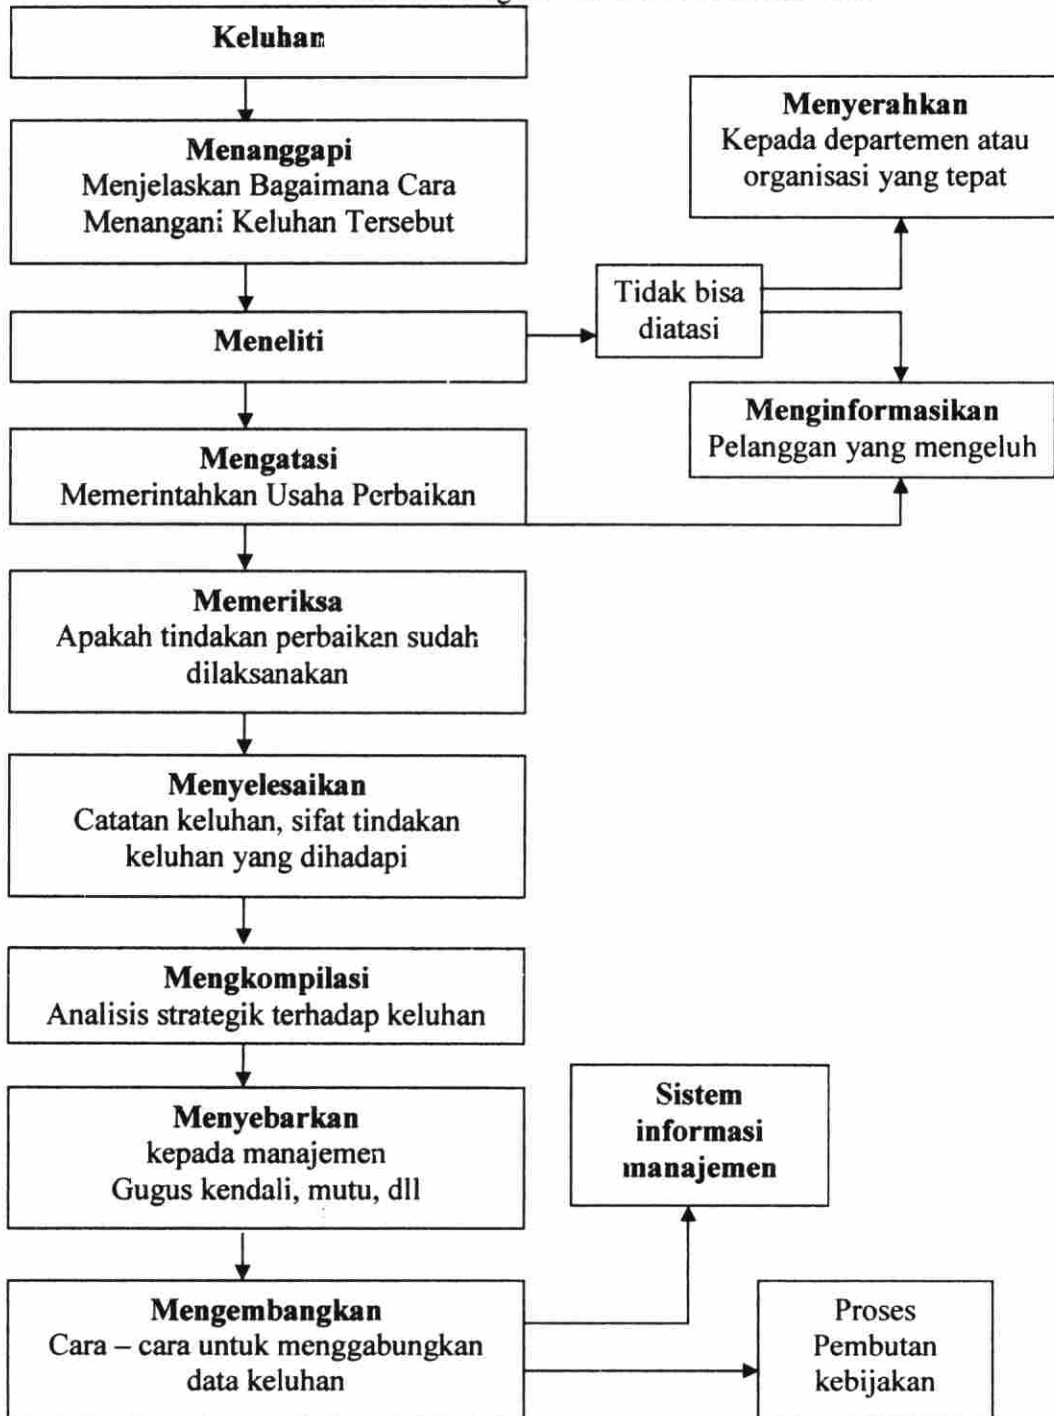 Keluhan
Menanggapi
Menjelaskan Bagaimana Cara
Menangani Keluhan Tersebut
Menyerahkan
Kepada departemen atau
organisasi yang tepat
Tidak bisa
diatasi
Meneliti
Menginformasikan
Pelanggan yang mengeluh
Mengatasi
Memerintahkan Usaha Perbaikan
Memeriksa
Apakah tindakan perbaikan sudah
dilaksanakan
Menyelesaikan
Catatan keluhan, sifat tindakan
keluhan yang dihadapi
Mengkompilasi
Analisis strategik terhadap keluhan
Menyebarkan
kepada manajemen
Gugus kendali, mutu, dll
Sistem
informasi
manajemen
Mengembangkan
Cara – cara untuk menggabungkan
data keluhan
Proses
Pembutan
kebijakan